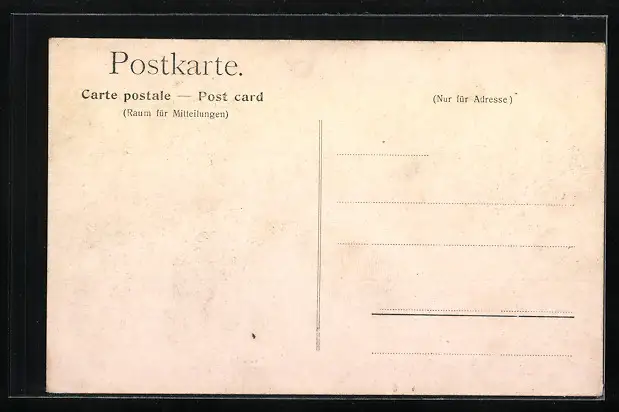 Postkarte.
Carte postale — Post card
(Raum für Mitteilungen)
(Nur für Adresse)